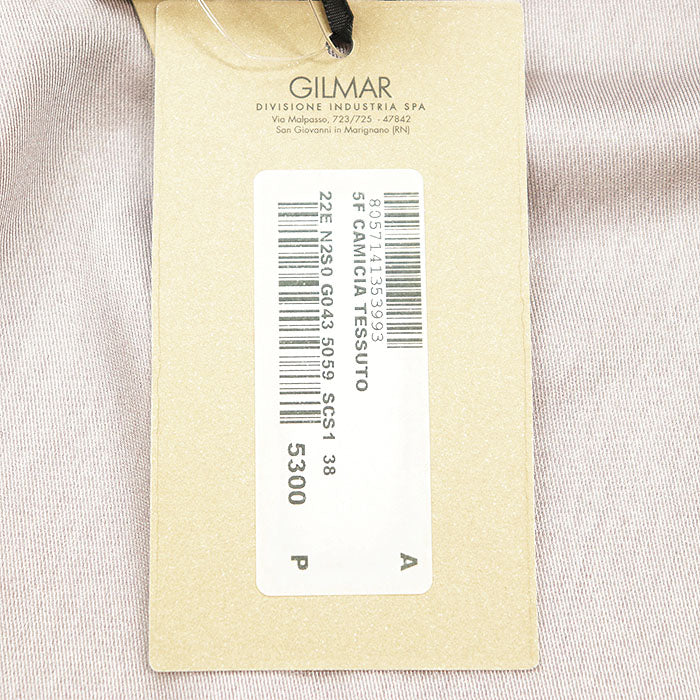 GILMAR
DIVISIONE INDUSTRIA SPA
Via Malpasso, 723/725 - 47842
San Giovanni in Marignano (RN)
8057141353993
5F CAMICIA TESSUTO
22E N2S0 G043 5059 SCS1 38
5300
A
P